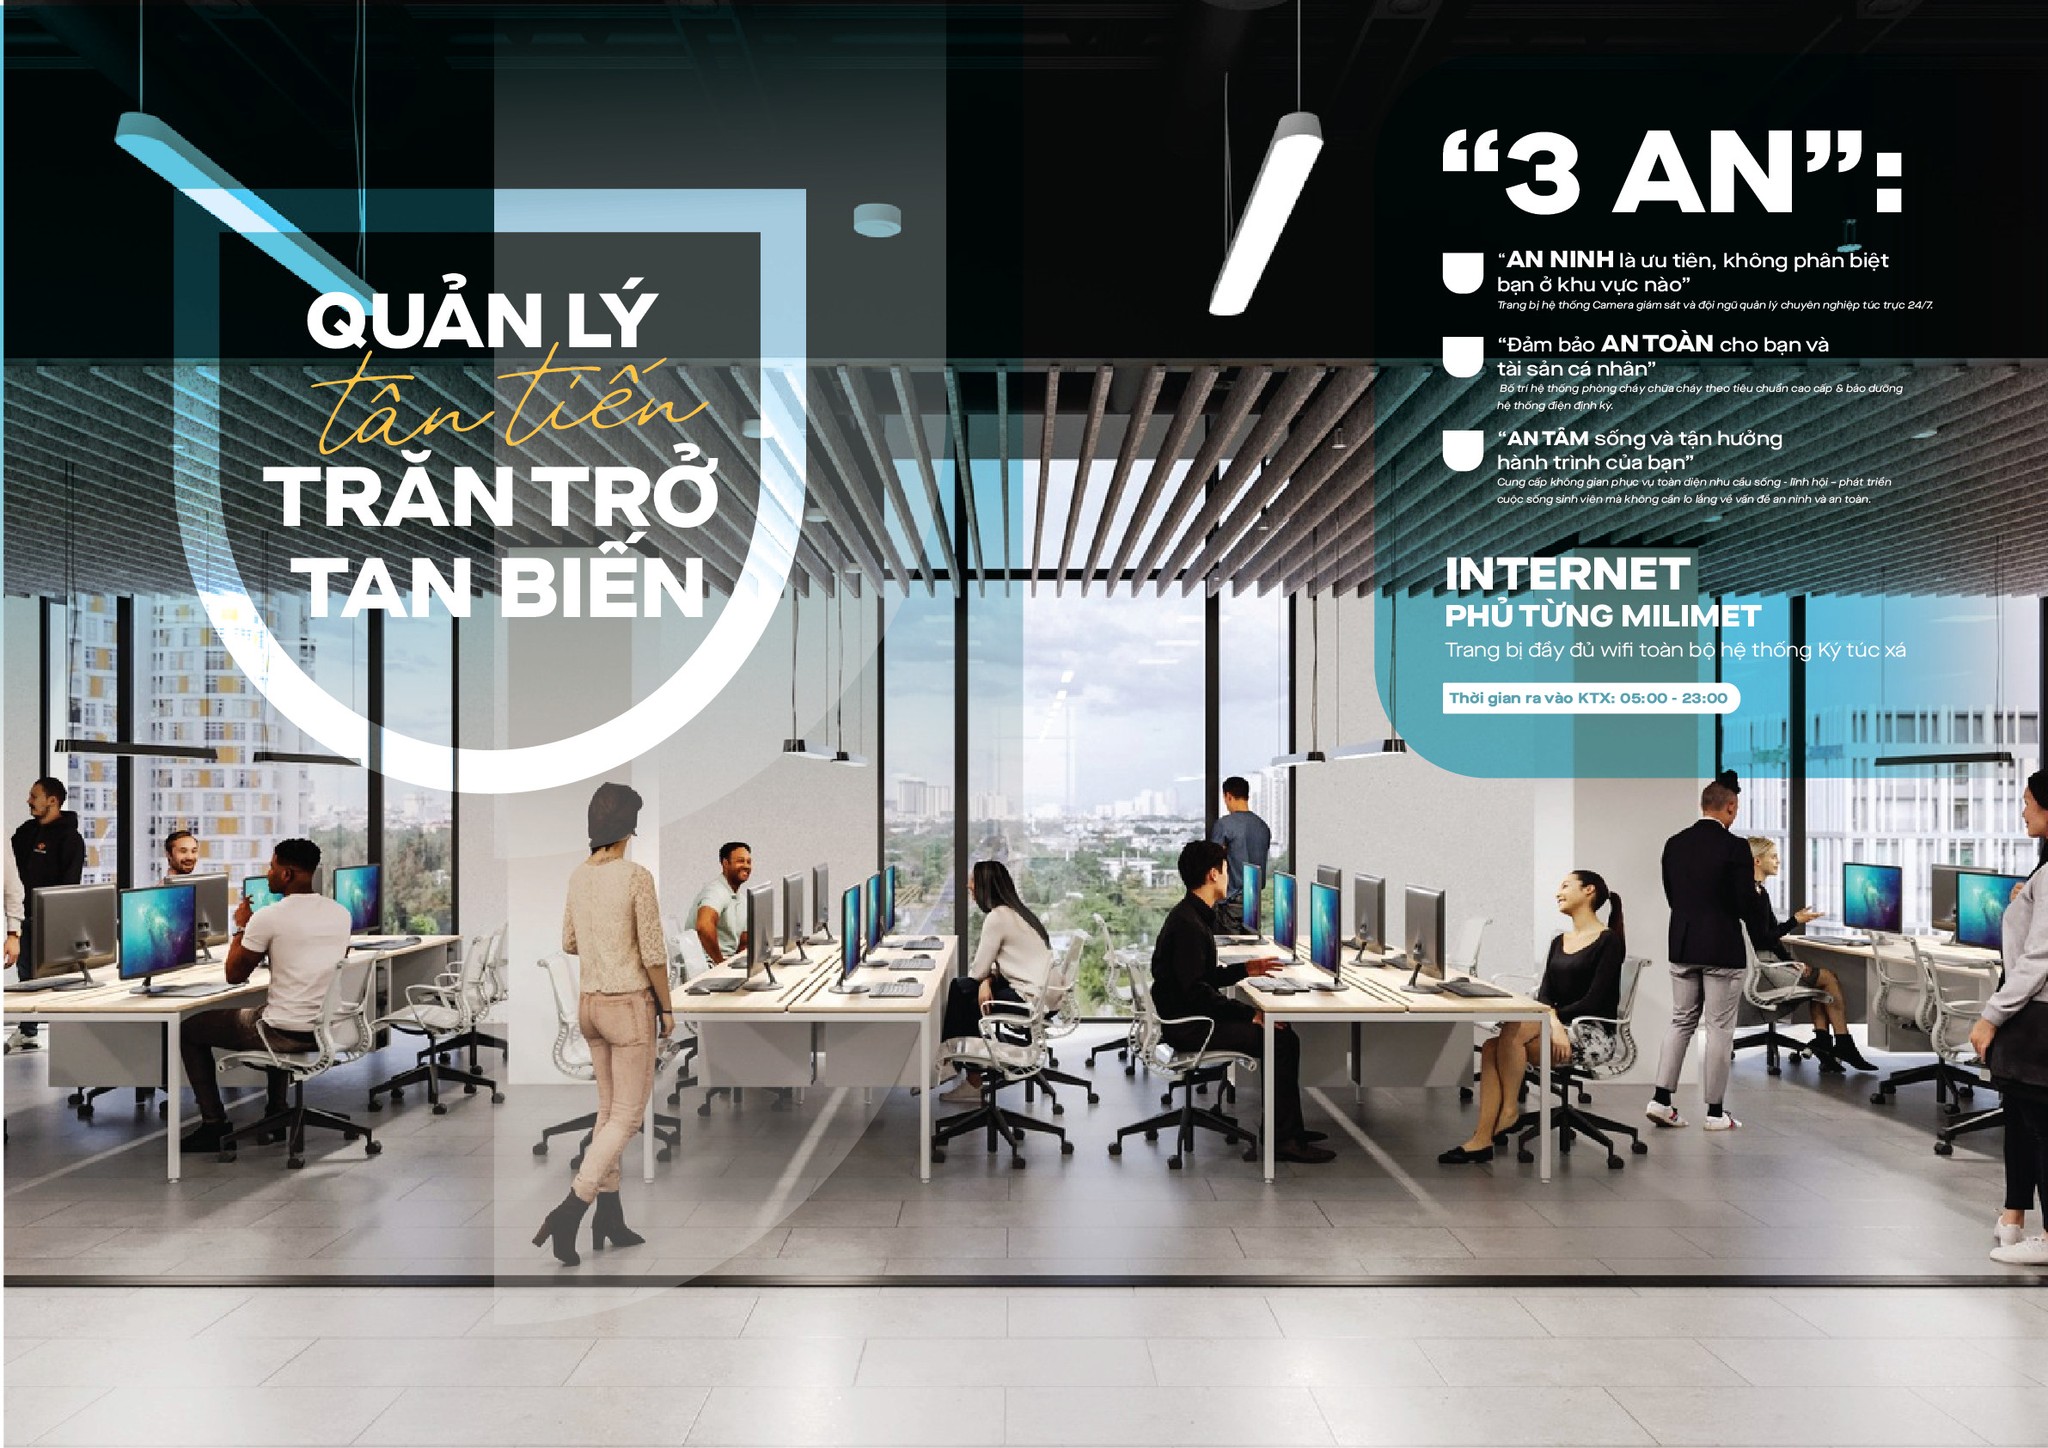 QUẢN LÝ
tân tiến
TRĂN TRỞ
TAN BIẾN
“3 AN”:
“AN NINH là ưu tiên, không phân biệt
bạn ở khu vực nào”
Trang bị hệ thống Camera giám sát và đội ngũ quản lý chuyên nghiệp túc trực 24/7.
“Đảm bảo AN TOÀN cho bạn và
tài sản cá nhân”
Bố trí hệ thống phòng cháy chữa cháy theo tiêu chuẩn cao cấp & bảo dưỡng
hệ thống điện định kỳ.
“AN TÂM sống và tận hưởng
hành trình của bạn”
Cung cấp không gian phục vụ toàn diện nhu cầu sống - lĩnh hội – phát triển
cuộc sống sinh viên mà không cần lo lắng về vấn đề an ninh và an toàn.
INTERNET
PHỦ TỪNG MILIMET
Trang bị đầy đủ wifi toàn bộ hệ thống Ký túc xá
Thời gian ra vào KTX: 05:00 - 23:00